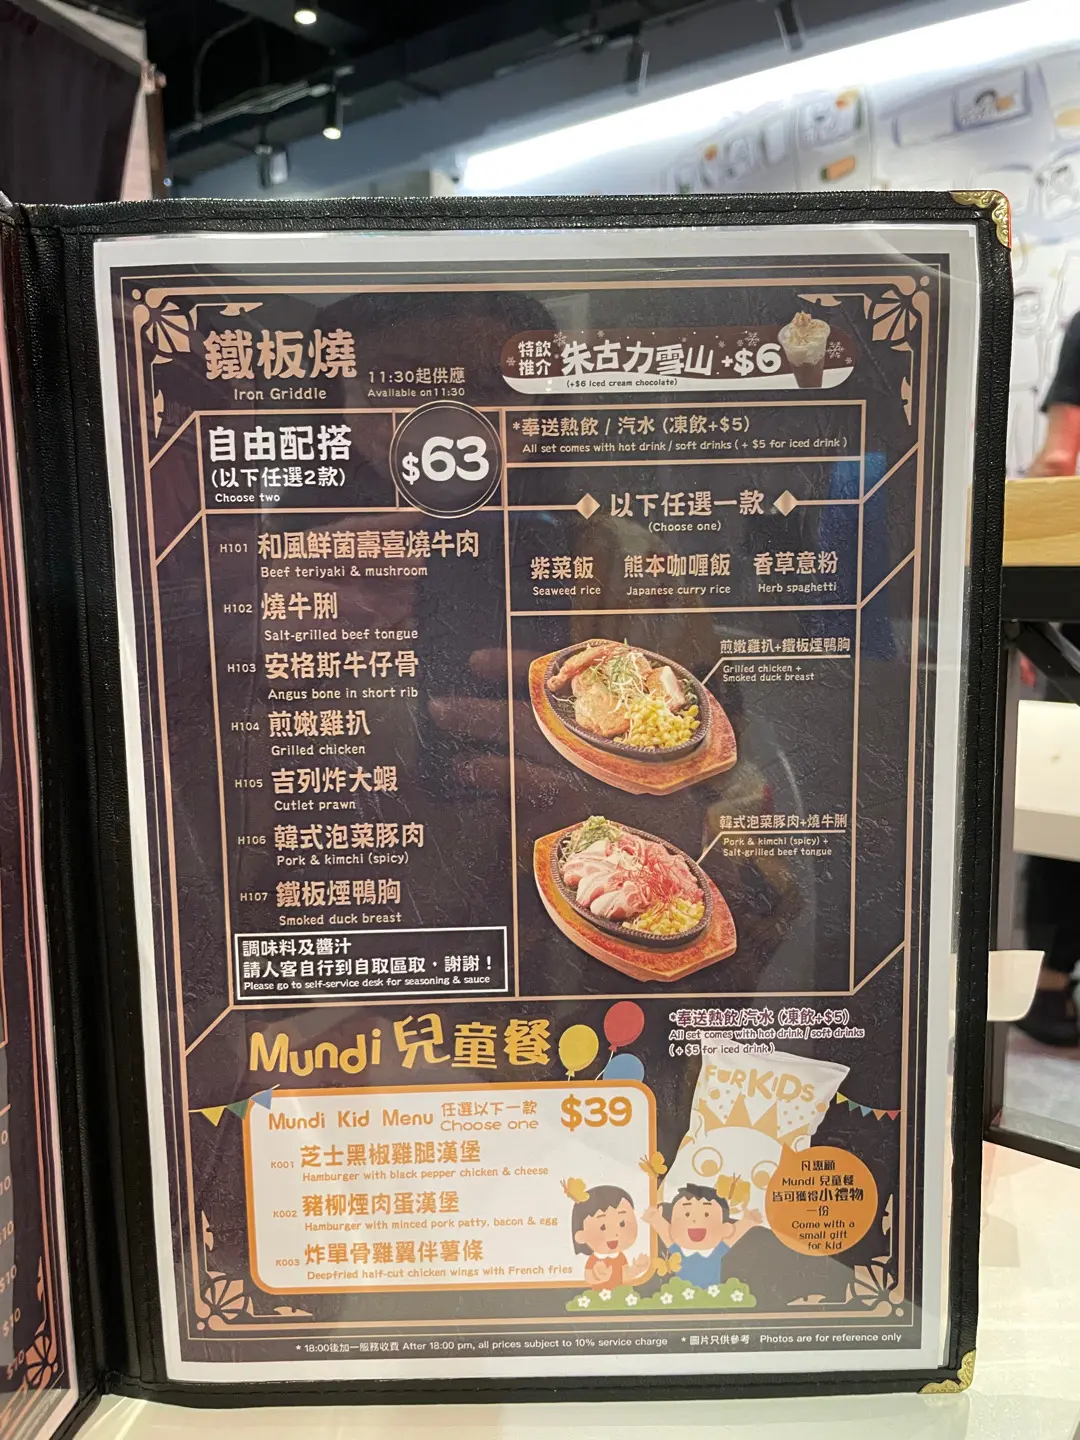 鐵板燒
Iron Griddle
11:30起供應
Available on 11:30
特飲推介
朱古力雪山 +$6
(+$6 Iced cream chocolate)
自由配搭
(以下任選2款)
Choose two
$63
H101 和風鮮菌壽喜燒牛肉
Beef teriyaki & mushroom
H102 燒牛脷
Salt-grilled beef tongue
H103 安格斯牛仔骨
Angus bone in short rib
H104 煎嫩雞扒
Grilled chicken
H105 吉列炸大蝦
Cutlet prawn
H106 韓式泡菜豚肉
Pork & kimchi (spicy)
H107 鐵板煙鴨胸
Smoked duck breast
調味料及醬汁
請人客自行到自取區取，謝謝！
Please go to self-service desk for seasoning & sauce
*奉送熱飲 / 汽水 (凍飲+$5)
All set comes with hot drink / soft drinks ( + $5 for iced drink )
以下任選一款
(Choose one)
紫菜飯 熊本咖喱飯 香草意粉
Seaweed rice Japanese curry rice Herb spaghetti
煎嫩雞扒+鐵板煙鴨胸
Grilled chicken +
Smoked duck breast
韓式泡菜豚肉+燒牛脷
Pork & kimchi (spicy) +
Salt-grilled beef tongue
Mundi 兒童餐
*奉送熱飲/汽水 (凍飲+$5)
All set comes with hot drink / soft drinks
( + $5 for iced drink)
Mundi Kid Menu 任選以下一款 Choose one $39
K001 芝士黑椒雞腿漢堡
Hamburger with black pepper chicken & cheese
K002 豬柳煙肉蛋漢堡
Hamburger with minced pork patty, bacon & egg
K003 炸單骨雞翼伴薯條
Deepfried half-cut chicken wings with French fries
FOR KIDS
凡惠顧
Mundi 兒童餐
皆可獲得小禮物
一份
Come with a
small gift
for Kid
* 18:00後加一服務收費 After 18:00 pm, all prices subject to 10% service charge * 圖片只供參考 Photos are for reference only